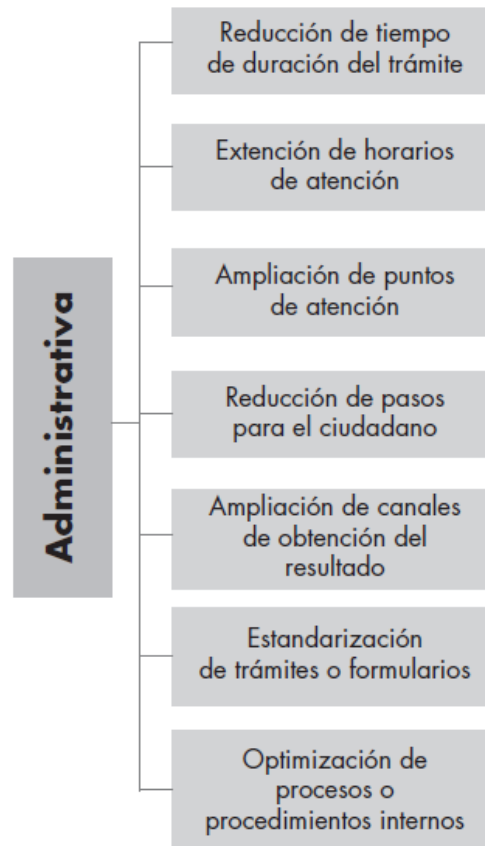 Administrativa
Reducción de tiempo
de duración del trámite
Extención de horarios
de atención
Ampliación de puntos
de atención
Reducción de pasos
para el ciudadano
Ampliación de canales
de obtención del
resultado
Estandarización
de trámites o formularios
Optimización de
procesos o
procedimientos internos